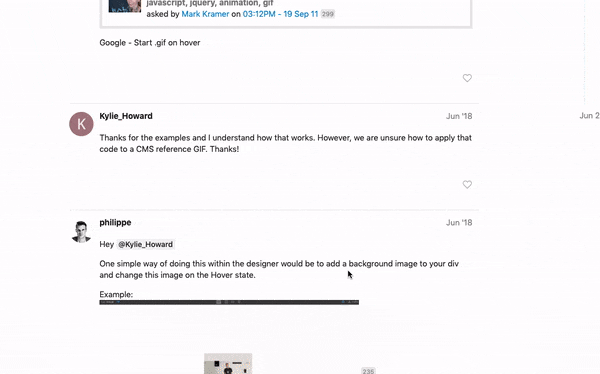 javascript, jquery, animation, gif
asked by Mark Kramer on 03:12PM - 19 Sep 11 299
Google - Start .gif on hover
K
Kylie_Howard
Jun '18
Thanks for the examples and I understand how that works. However, we are unsure how to apply that
code to a CMS reference GIF. Thanks!
philippe
Jun '18
Hey @Kylie_Howard
One simple way of doing this within the designer would be to add a background image to your div
and change this image on the Hover state.
Example:
235
Jun 2